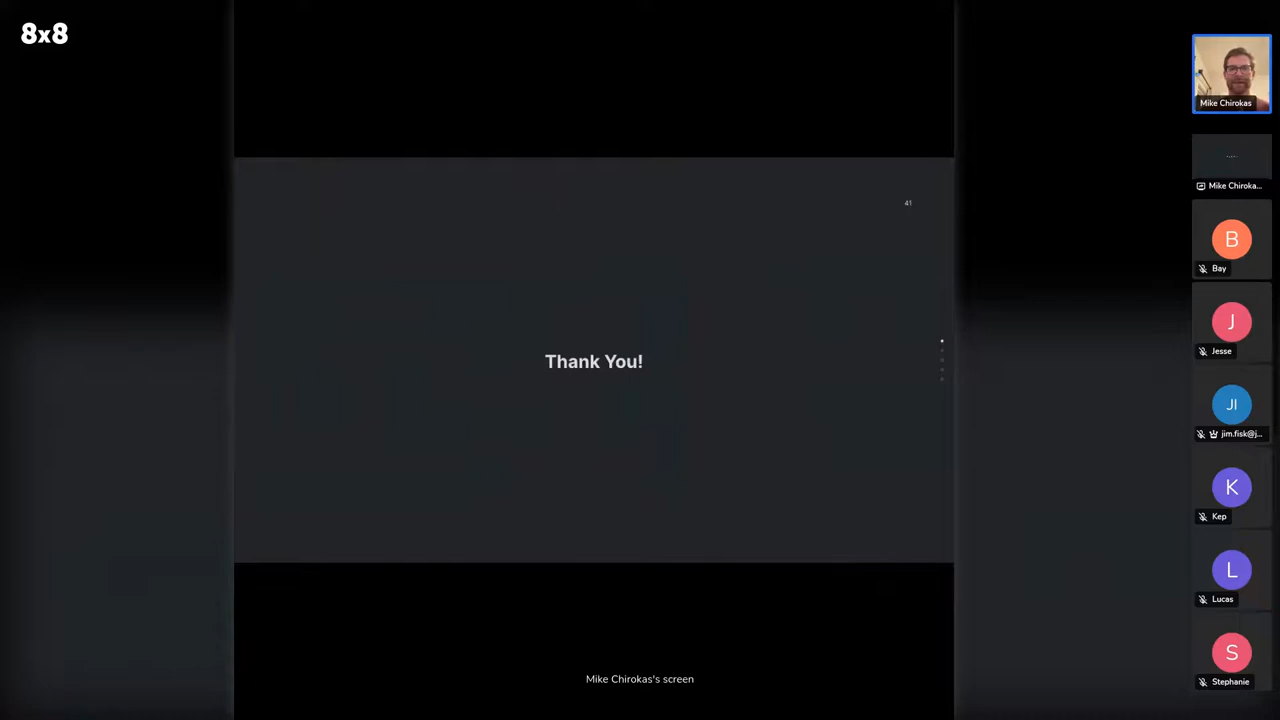 8x8
41
Thank You!
Mike Chirokas's screen
Mike Chirokas
Mike Chiroka...
B
Bay
J
Jesse
JI
jim.fisk@j...
K
Kep
L
Lucas
S
Stephanie